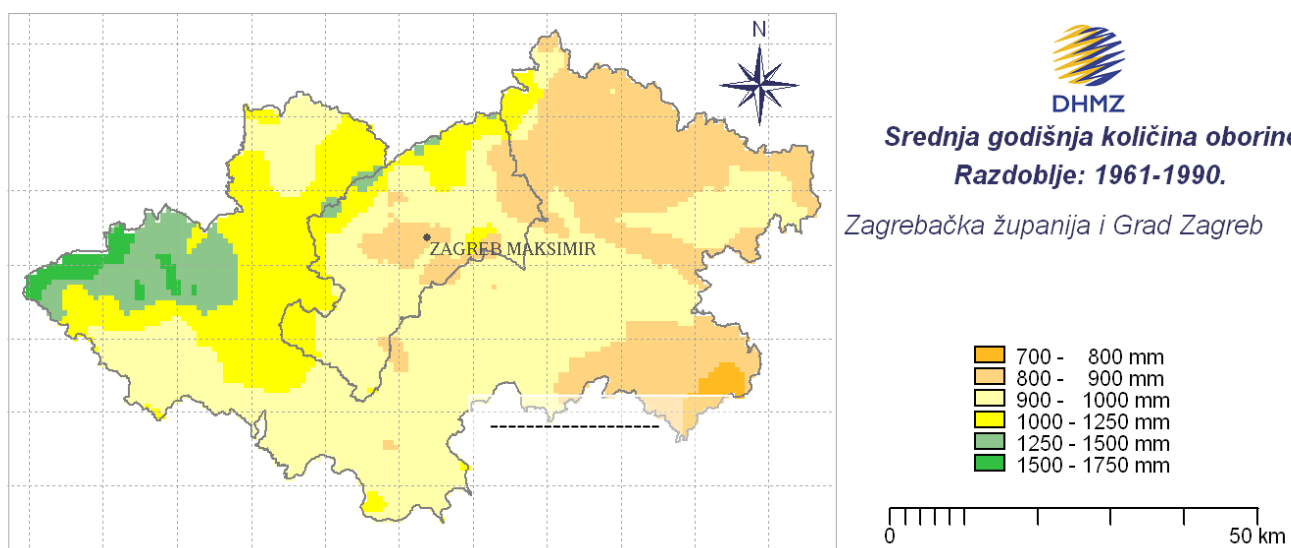 N
ZAGREB MAKSIMIR
DHMZ
Srednja godišnja količina oborine
Razdoblje: 1961-1990.
Zagrebačka županija i Grad Zagreb
700 - 800 mm
800 - 900 mm
900 - 1000 mm
1000 - 1250 mm
1250 - 1500 mm
1500 - 1750 mm
0 50 km